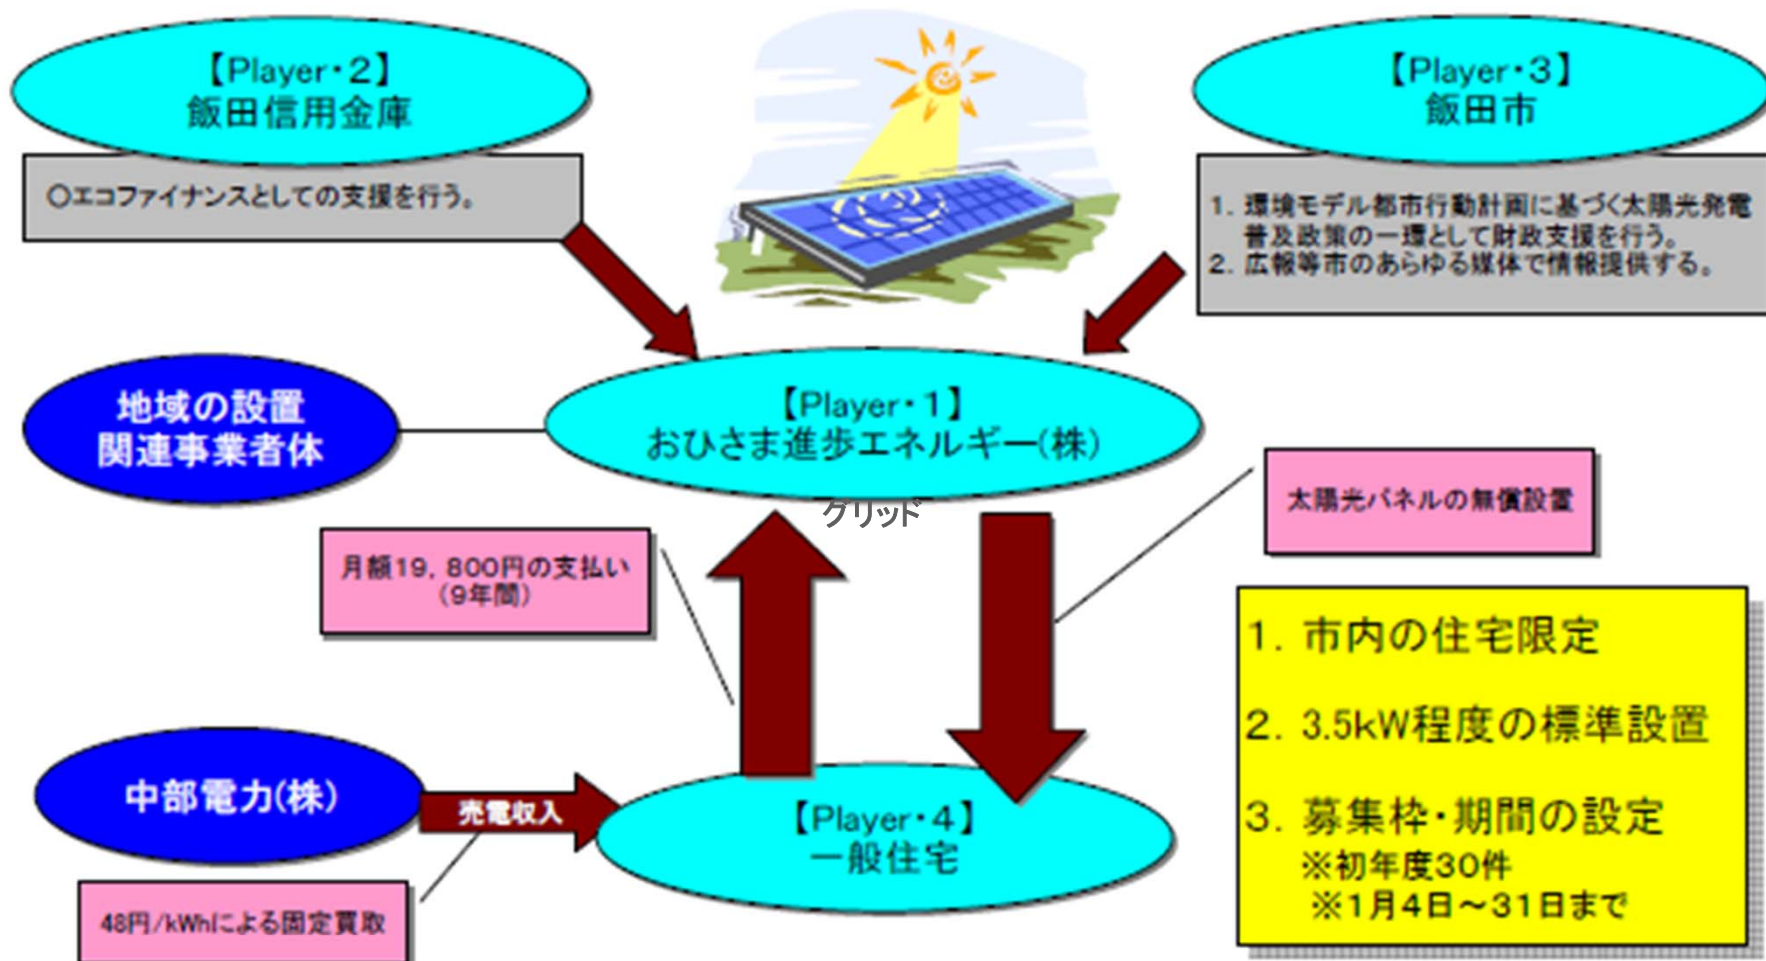 【Player・2】
飯田信用金庫
○エコファイナンスとしての支援を行う。
【Player・3】
飯田市
1. 環境モデル都市行動計画に基づく太陽光発電
普及政策の一環として財政支援を行う。
2. 広報等市のあらゆる媒体で情報提供する。
地域の設置
関連事業者体
【Player・1】
おひさま進歩エネルギー(株)
グリッド
太陽光パネルの無償設置
月額19,800円の支払い
(9年間)
中部電力(株)
売電収入
48円/kWhによる固定買取
【Player・4】
一般住宅
1. 市内の住宅限定
2. 3.5kW程度の標準設置
3. 募集枠・期間の設定
※初年度30件
※1月4日～31日まで